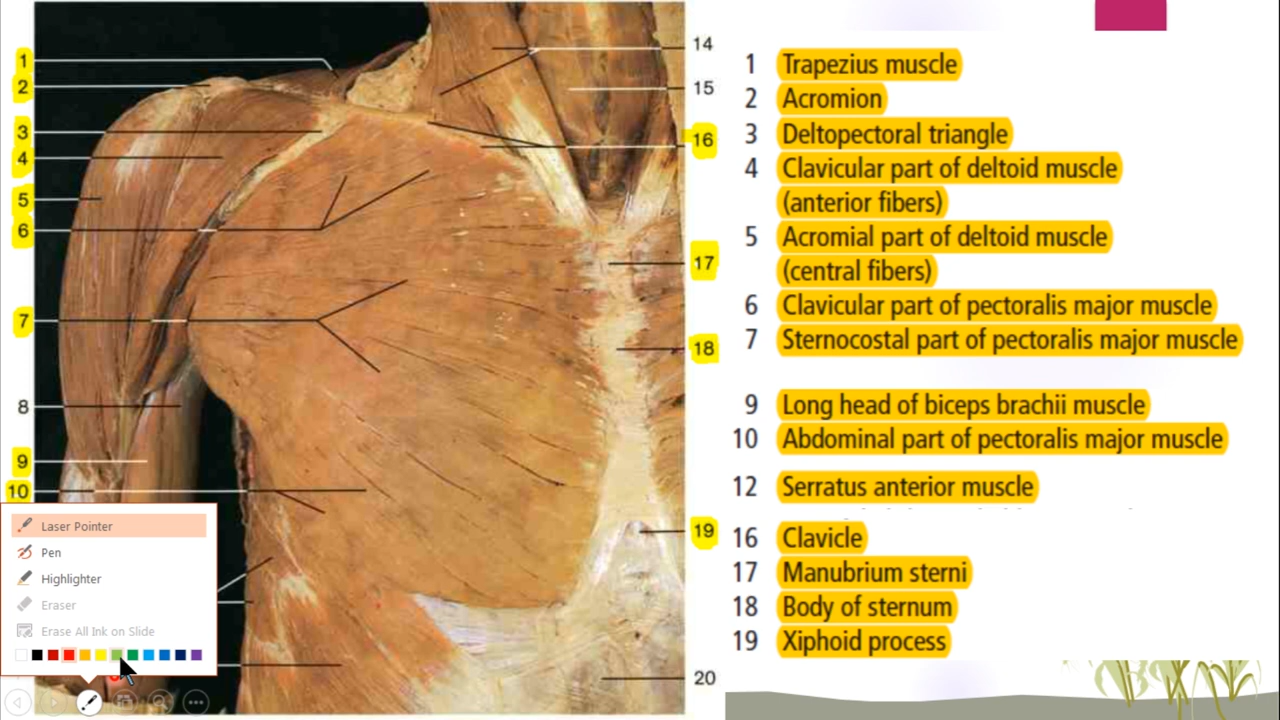 1
2
3
4
5
6
7
8
9
10
14
15
16
17
18
19
20
1 Trapezius muscle
2 Acromion
3 Deltopectoral triangle
4 Clavicular part of deltoid muscle
(anterior fibers)
5 Acromial part of deltoid muscle
(central fibers)
6 Clavicular part of pectoralis major muscle
7 Sternocostal part of pectoralis major muscle
9 Long head of biceps brachii muscle
10 Abdominal part of pectoralis major muscle
12 Serratus anterior muscle
16 Clavicle
17 Manubrium sterni
18 Body of sternum
19 Xiphoid process
Laser Pointer
Pen
Highlighter
Eraser
Erase All Ink on Slide